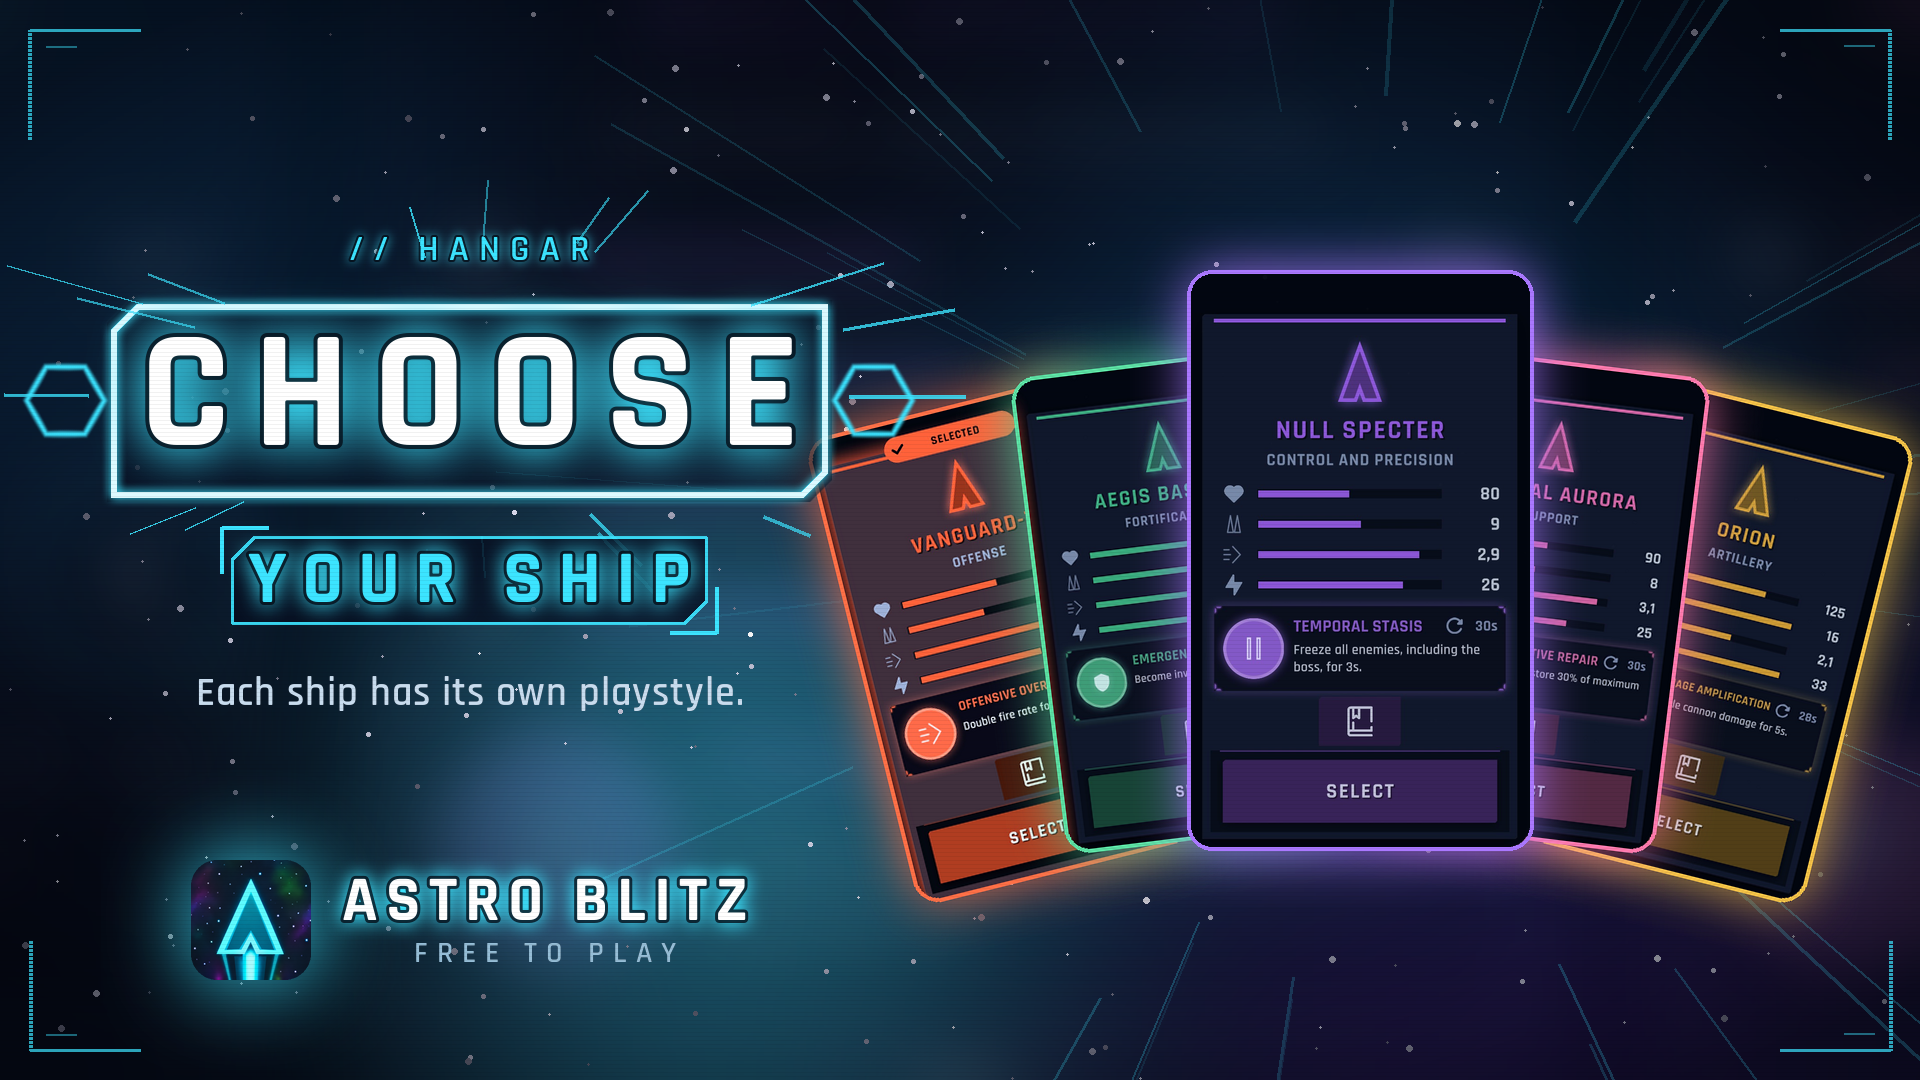 // HANGAR
CHOOSE
YOUR SHIP
Each ship has its own playstyle.
ASTRO BLITZ
FREE TO PLAY
SELECTED
VANGUARD-
OFFENSE
OFFENSIVE OVER
Double fire rate fo
SELECT
AEGIS BAS
FORTIFICA
EMERGEN
Become inv
S
NULL SPECTER
CONTROL AND PRECISION
80
9
2,9
26
TEMPORAL STASIS 30s
Freeze all enemies, including the
boss, for 3s.
SELECT
AL AURORA
UPPORT
90
8
3,1
25
IVE REPAIR 30s
store 30% of maximum
CT
ORION
ARTILLERY
125
16
2,1
33
AGE AMPLIFICATION 28s
le cannon damage for 5s.
ELECT